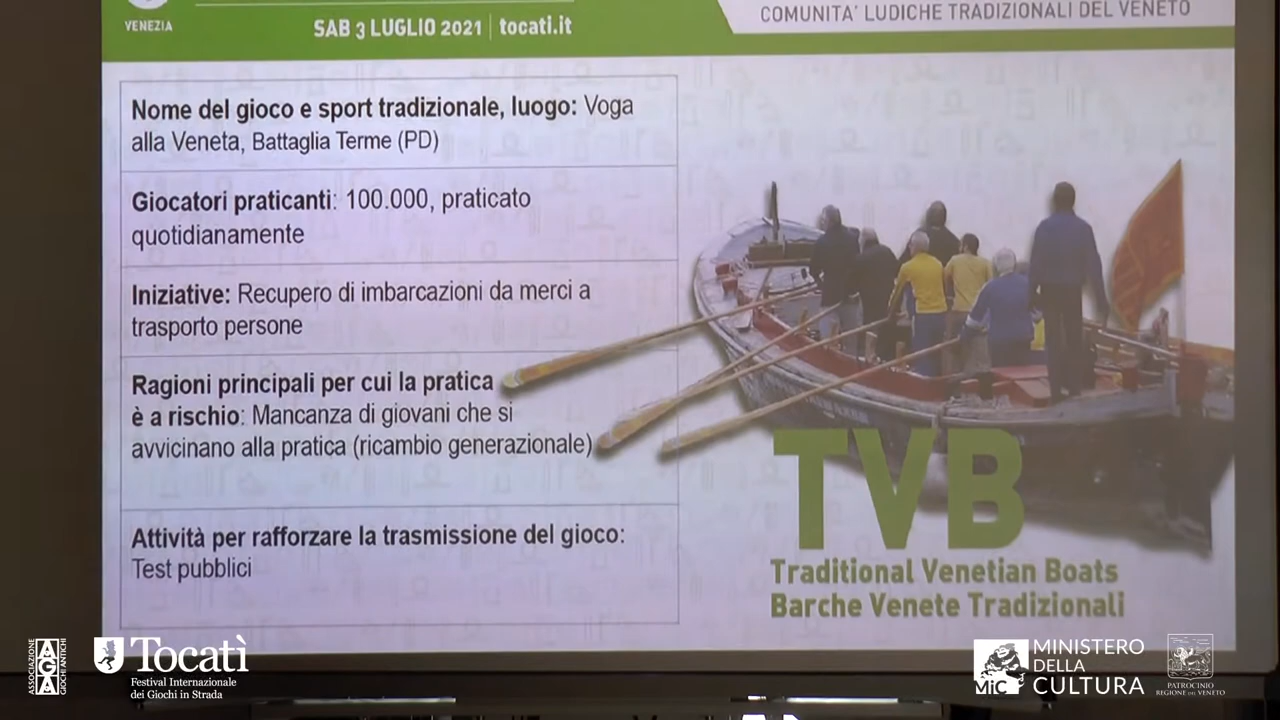 VENEZIA
SAB 3 LUGLIO 2021 | tocati.it
COMUNITA' LUDICHE TRADIZIONALI DEL VENETO
Nome del gioco e sport tradizionale, luogo: Voga
alla Veneta, Battaglia Terme (PD)
Giocatori praticanti: 100.000, praticato
quotidianamente
Iniziative: Recupero di imbarcazioni da merci a
trasporto persone
Ragioni principali per cui la pratica
è a rischio: Mancanza di giovani che si
avvicinano alla pratica (ricambio generazionale)
Attività per rafforzare la trasmissione del gioco:
Test pubblici
TVB
Traditional Venetian Boats
Barche Venete Tradizionali
ASSOCIAZIONE
AGA
GIOCHI ANTICHI
Tocatì
Festival Internazionale
dei Giochi in Strada
MiC
MINISTERO
DELLA
CULTURA
PATROCINIO
REGIONE DEL VENETO